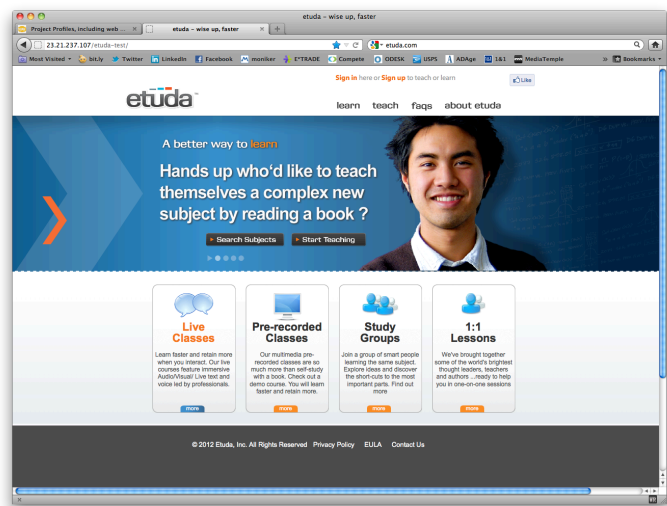 etuda – wise up, faster
Project Profiles, including web ...
etuda – wise up, faster
23.21.237.107/etuda-test/
etuda.com
Most Visited
bit.ly
Twitter
LinkedIn
Facebook
moniker
E*TRADE
Compete
ODESK
USPS
ADAge
1&1
MediaTemple
Bookmarks
Sign in here or Sign up to teach or learn
Like
etuda
learn teach faqs about etuda
A better way to learn
Hands up who'd like to teach
themselves a complex new
subject by reading a book ?
Search Subjects
Start Teaching
Live
Classes
Learn faster and retain more
when you interact. Our live
courses feature immersive
Audio/Visual/ Live text and
voice led by professionals.
more
Pre-recorded
Classes
Our multimedia pre-
recorded classes are so
much more than self-study
with a book. Check out a
demo course. You will learn
faster and retain more.
more
Study
Groups
Join a group of smart people
learning the same subject.
Explore ideas and discover
the short-cuts to the most
important parts. Find out
more
more
1:1
Lessons
We've brought together
some of the world's brightest
thought leaders, teachers
and authors ...ready to help
you in one-on-one sessions
more
© 2012 Etuda, Inc. All Rights Reserved Privacy Policy EULA Contact Us